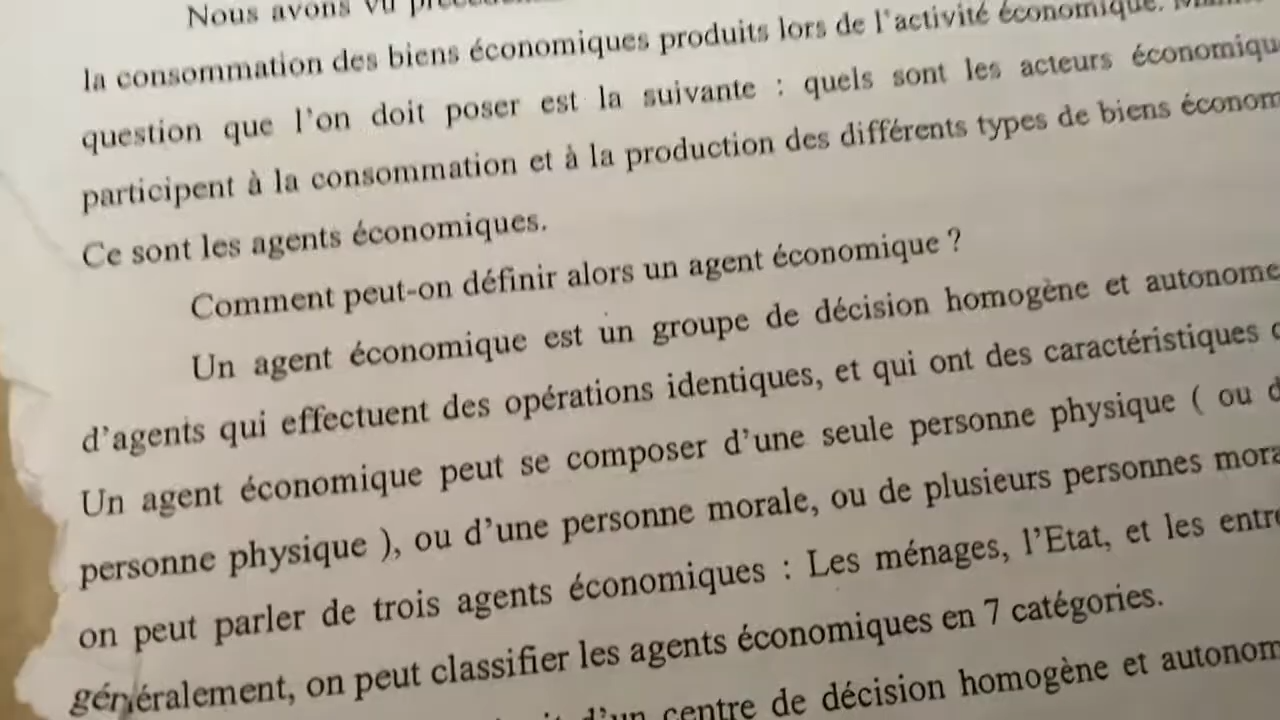 Nous avons vu
la consommation des biens économiques produits lors de l'activité économique.
question que l'on doit poser est la suivante : quels sont les acteurs
participent à la consommation et à la production des différents types de biens
Ce sont les agents économiques.
Comment peut-on définir alors un agent économique ?
Un agent économique est un groupe de décision homogène et autonome
d'agents qui effectuent des opérations identiques, et qui ont des caractéristiques
Un agent économique peut se composer d'une seule personne physique ( ou
personne physique ), ou d'une personne morale, ou de plusieurs personnes
on peut parler de trois agents économiques : Les ménages, l'Etat, et les
généralement, on peut classifier les agents économiques en 7 catégories.
d'un centre de décision homogène et